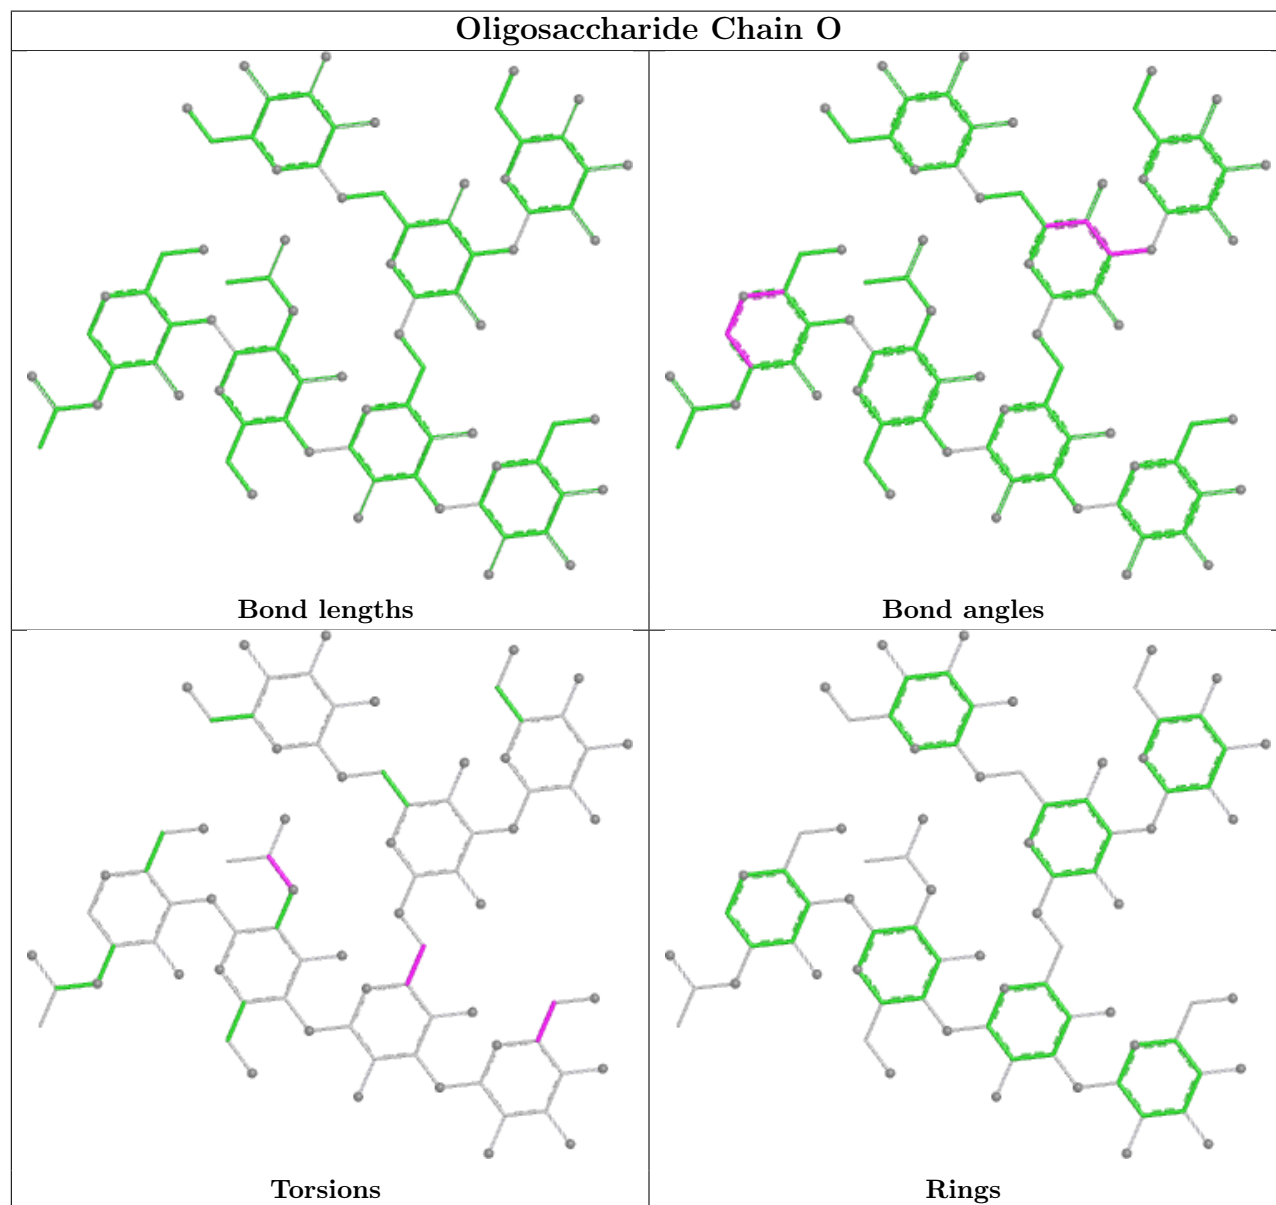 Oligosaccharide Chain O
Bond lengths
Bond angles
Torsions
Rings